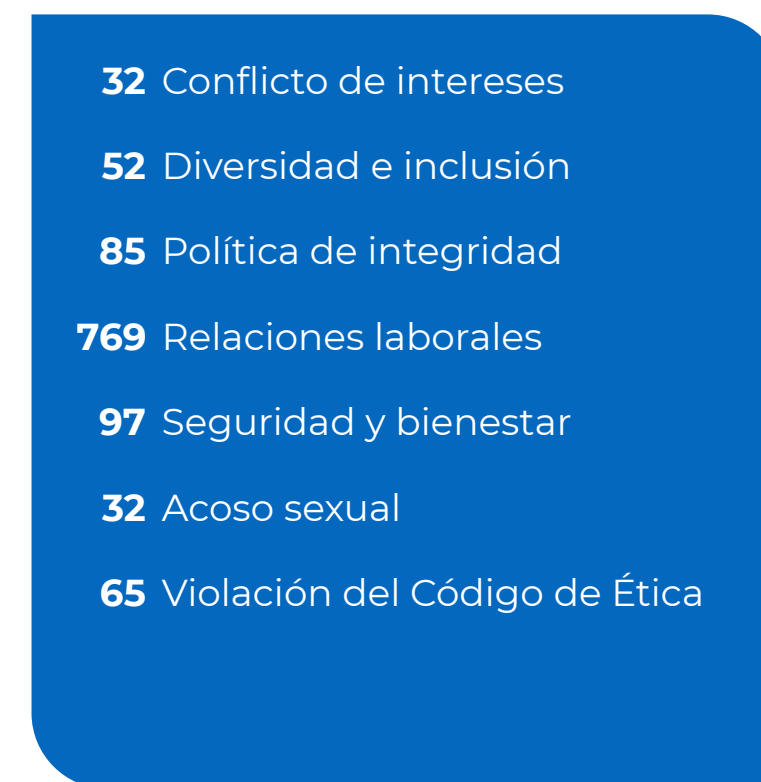 32 Conflicto de intereses
52 Diversidad e inclusión
85 Política de integridad
769 Relaciones laborales
97 Seguridad y bienestar
32 Acoso sexual
65 Violación del Código de Ética